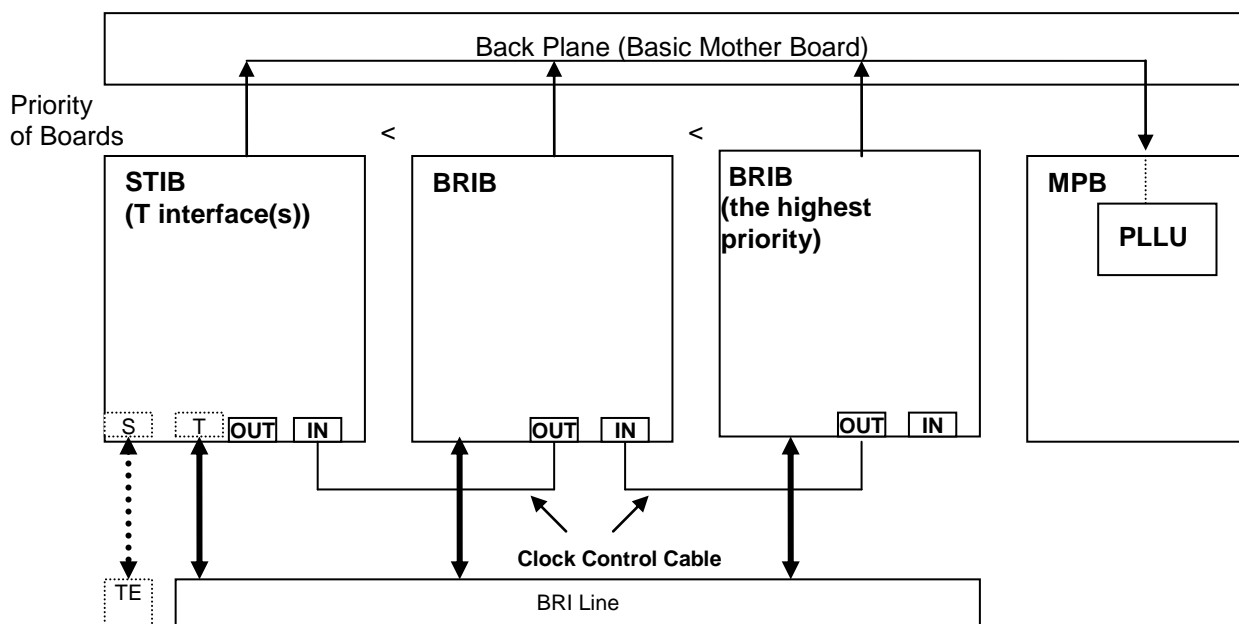 Back Plane (Basic Mother Board)
Priority
of Boards
<
<
STIB
(T interface(s))
BRIB
BRIB
(the highest
priority)
MPB
PLLU
S
T
OUT
IN
OUT
IN
OUT
IN
Clock Control Cable
TE
BRI Line